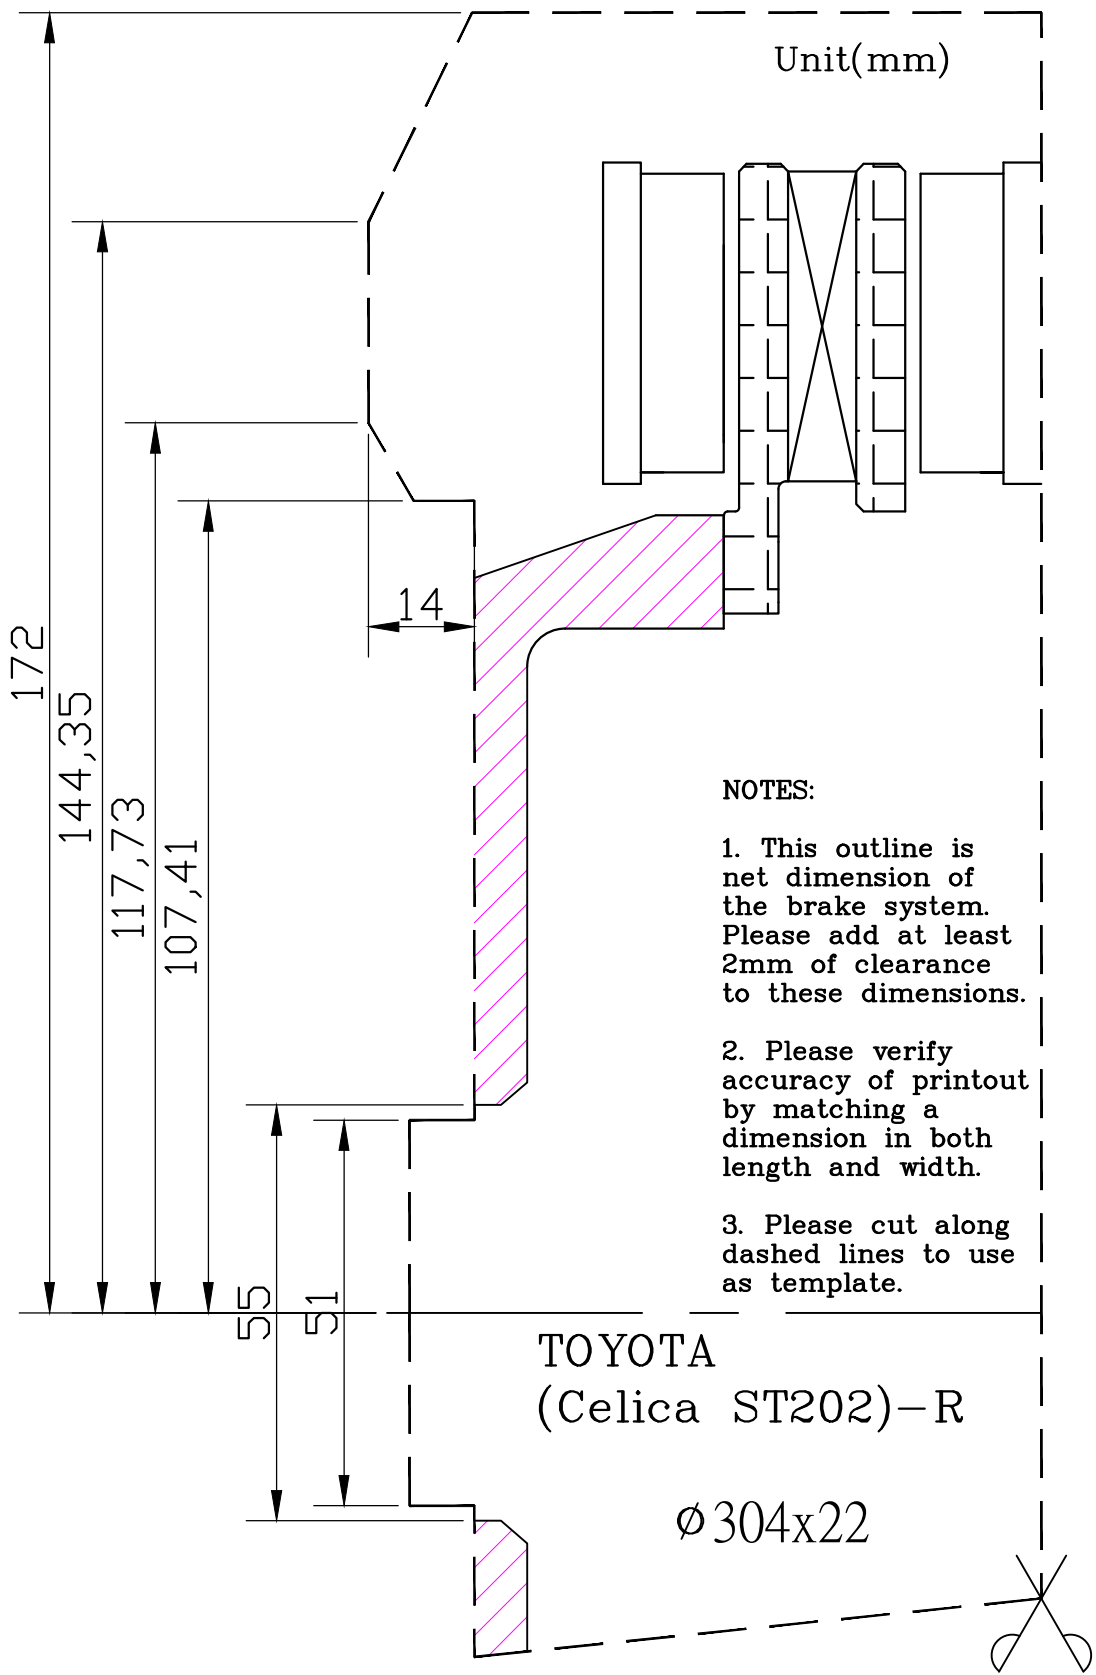 Unit(mm)
172
144,35
117,73
107,41
14
55
51
NOTES:
1. This outline is
net dimension of
the brake system.
Please add at least
2mm of clearance
to these dimensions.
2. Please verify
accuracy of printout
by matching a
dimension in both
length and width.
3. Please cut along
dashed lines to use
as template.
TOYOTA
(Celica ST202)-R
ϕ304x22